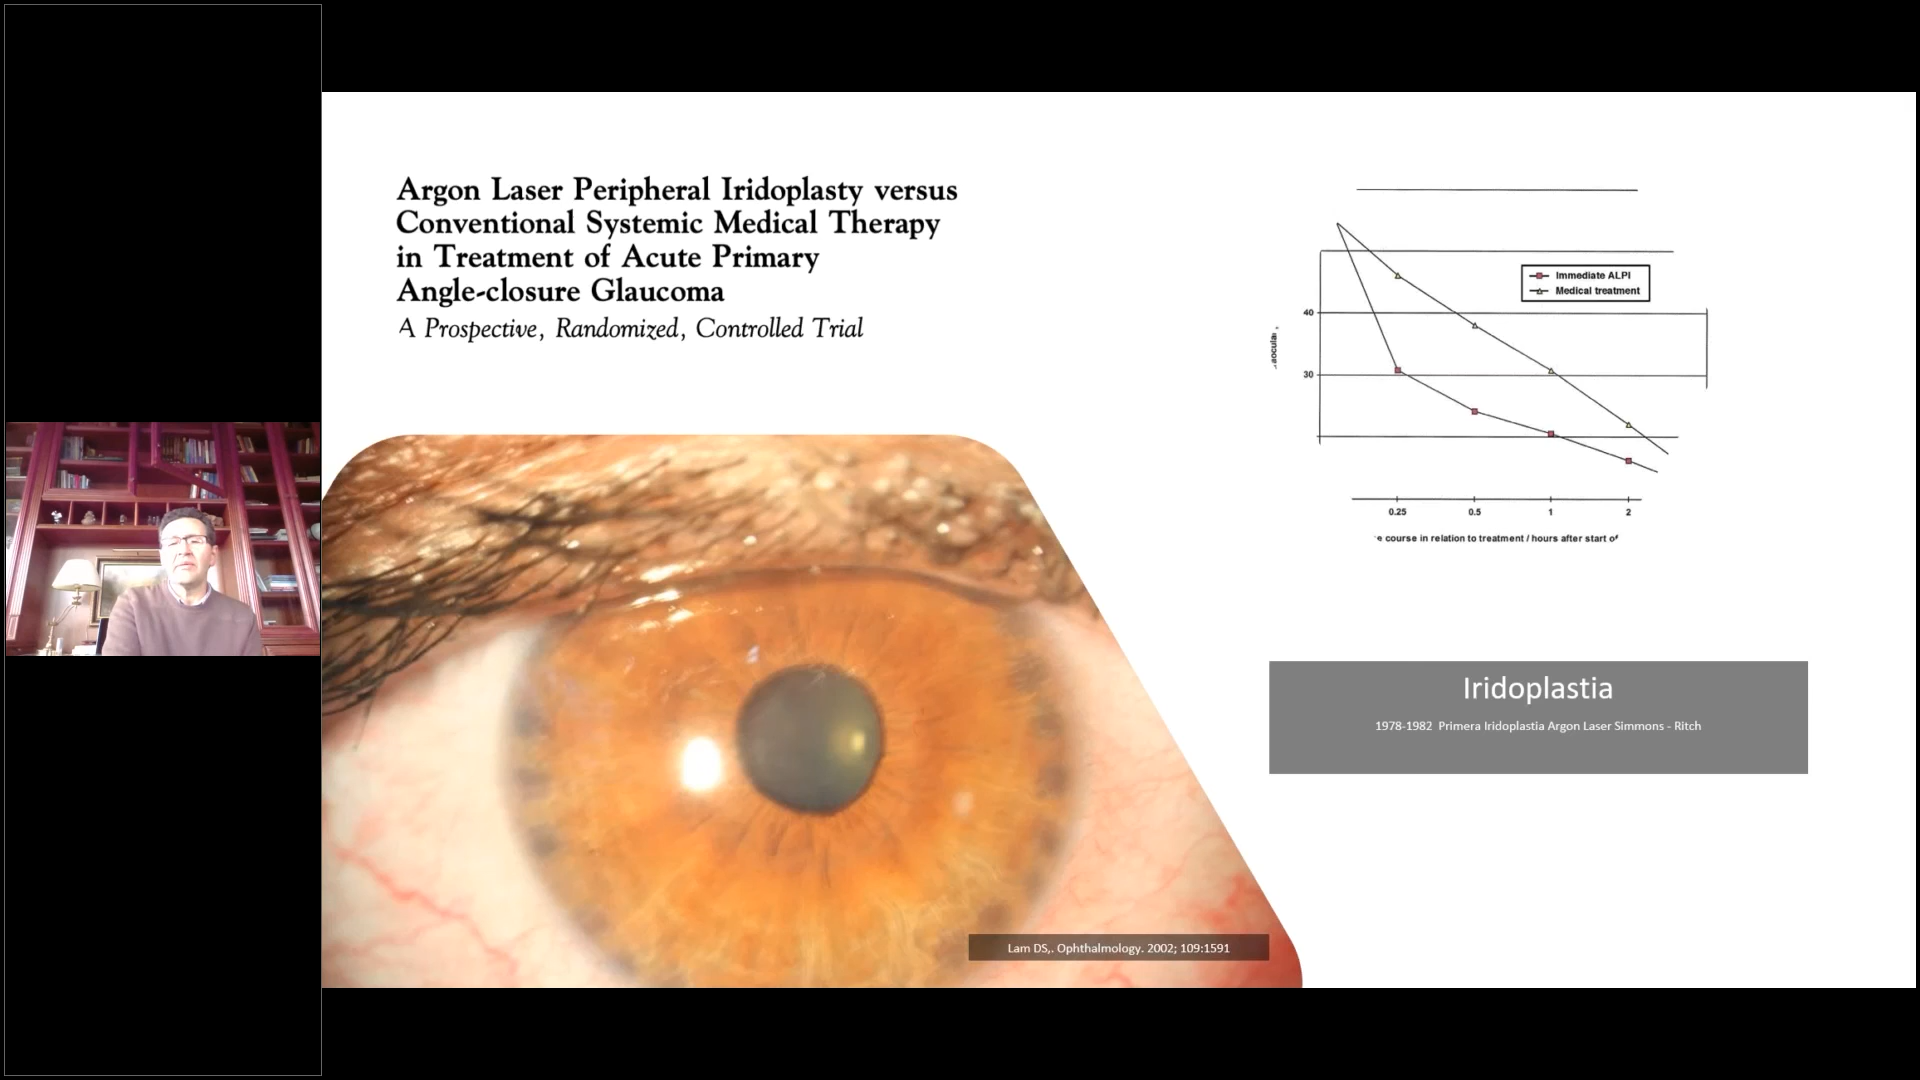 Argon Laser Peripheral Iridoplasty versus
Conventional Systemic Medical Therapy
in Treatment of Acute Primary
Angle-closure Glaucoma
A Prospective, Randomized, Controlled Trial
Immediate ALPI
Medical treatment
40
30
0.25 0.5 1 2
course in relation to treatment / hours after start
Iridoplastia
1978-1982 Primera Iridoplastia Argon Laser Simmons - Ritch
Lam DS,. Ophthalmology. 2002; 109:1591